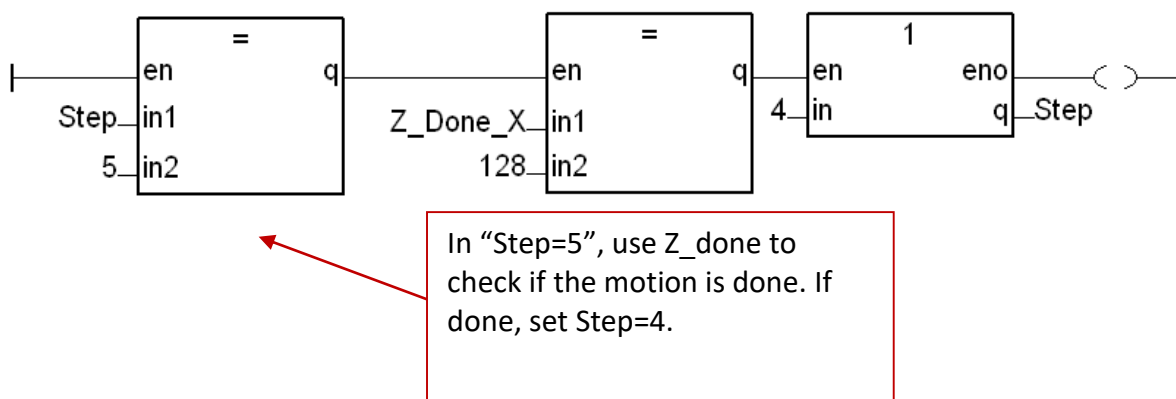 = = 1
en q en q en eno
Step in1 Z_Done_X in1 4 in q Step
5 in2 128 in2
In “Step=5”, use Z_done to
check if the motion is done. If
done, set Step=4.